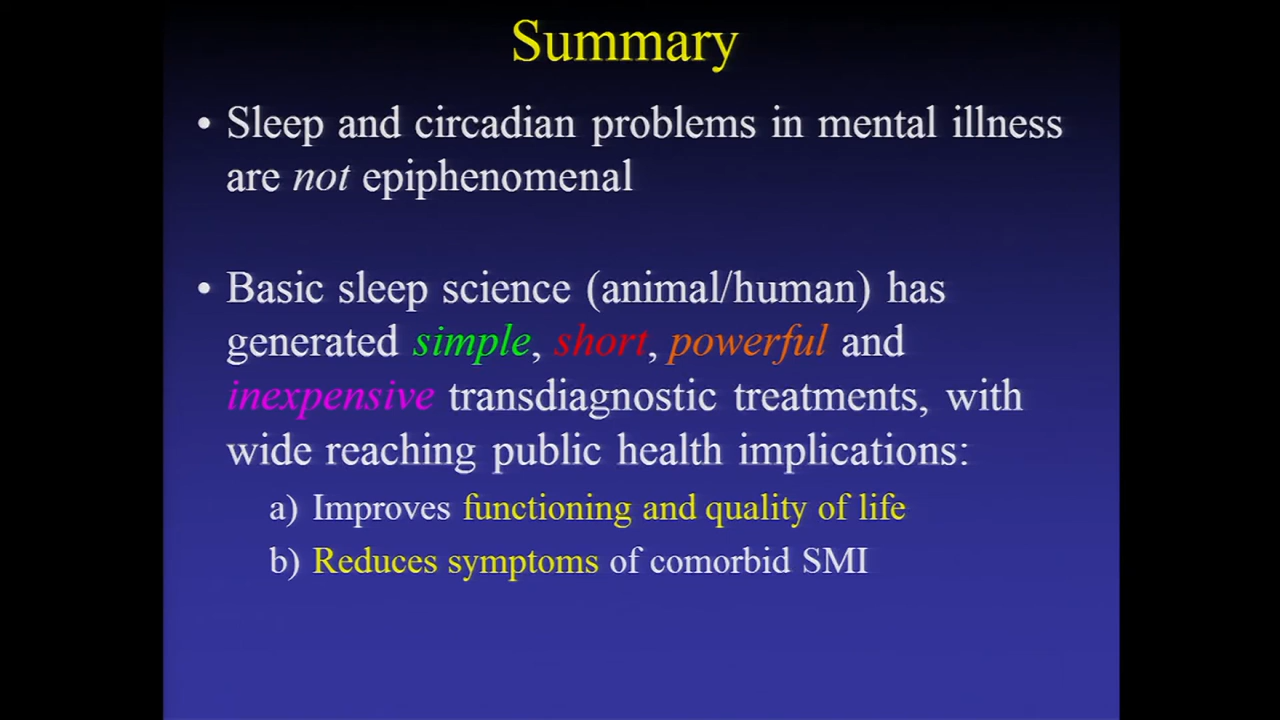 Summary
• Sleep and circadian problems in mental illness
are not epiphenomenal
• Basic sleep science (animal/human) has
generated simple, short, powerful and
inexpensive transdiagnostic treatments, with
wide reaching public health implications:
a) Improves functioning and quality of life
b) Reduces symptoms of comorbid SMI